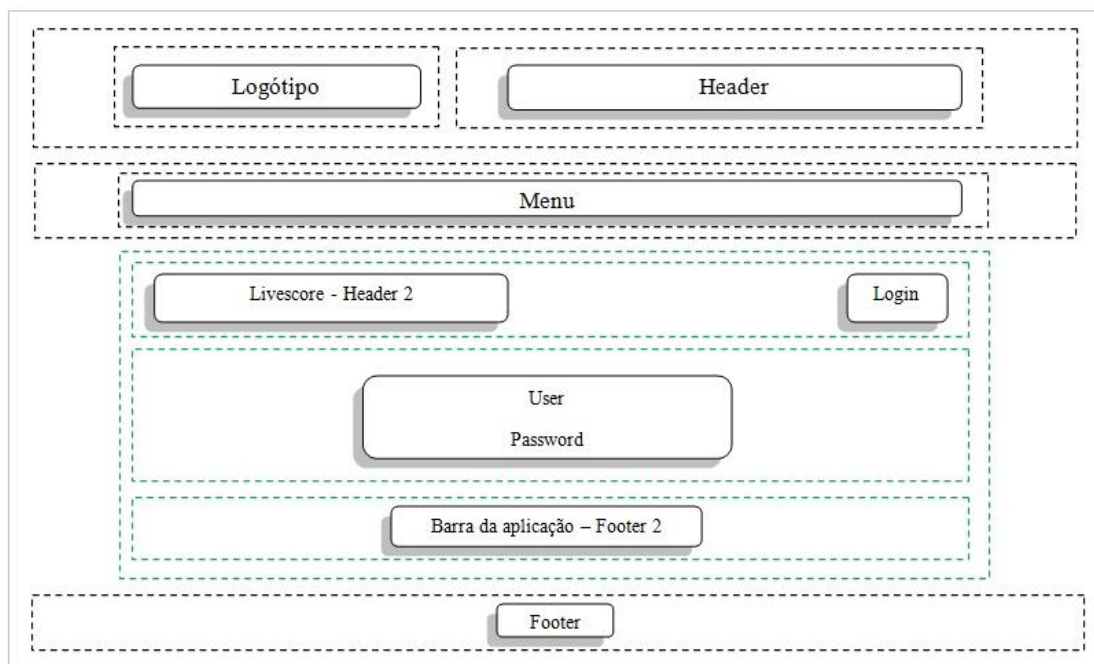 Logótipo
Header
Menu
Livescore - Header 2
Login
User
Password
Barra da aplicação – Footer 2
Footer